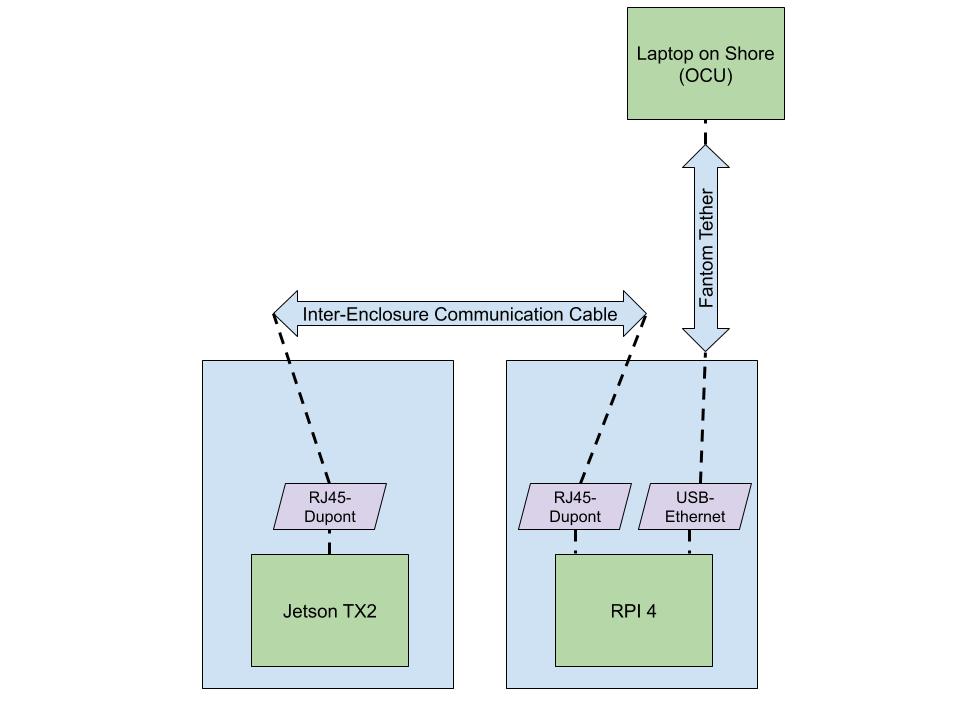 Laptop on Shore
(OCU)
Fantom Tether
Inter-Enclosure Communication Cable
RJ45-
Dupont
RJ45-
Dupont
USB-
Ethernet
Jetson TX2
RPI 4